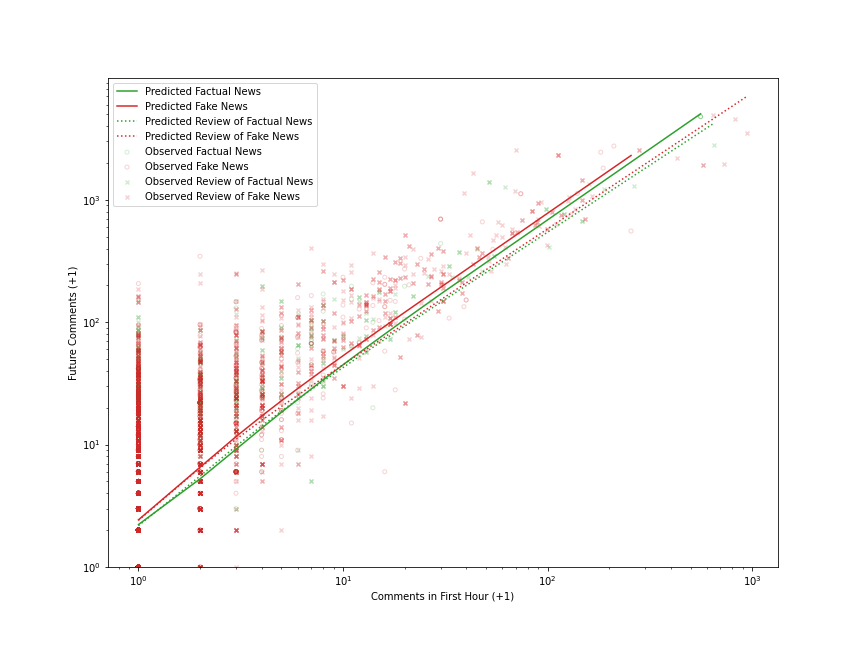 Predicted Factual News
Predicted Fake News
Predicted Review of Factual News
Predicted Review of Fake News
Observed Factual News
Observed Fake News
Observed Review of Factual News
Observed Review of Fake News
Future Comments (+1)
10³
10²
10¹
10⁰
10⁰ 10¹ 10² 10³
Comments in First Hour (+1)